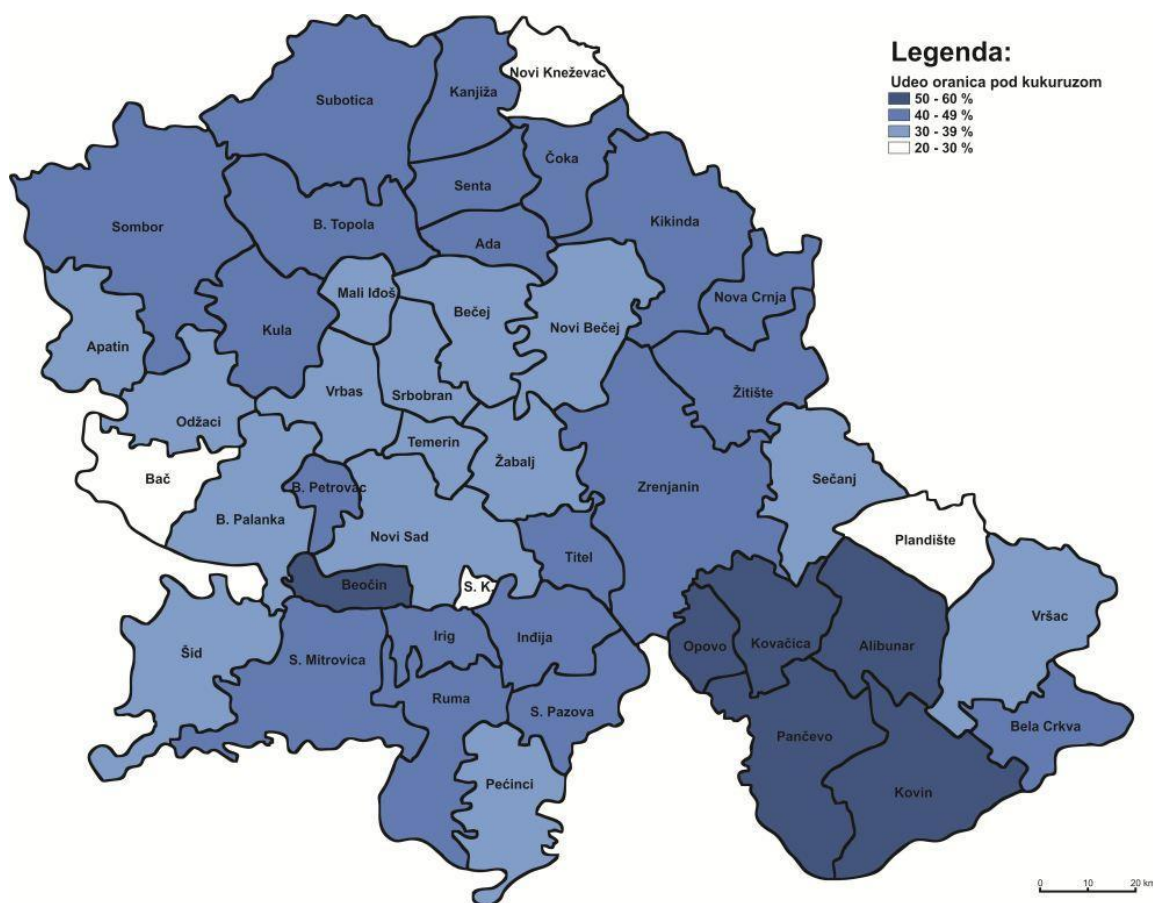 Legenda:
Udeo oranica pod kukuruzom
50 - 60 %
40 - 49 %
30 - 39 %
20 - 30 %
Novi Kneževac
Kanjiža
Subotica
Čoka
Senta
Sombor
B. Topola
Kikinda
Ada
Mali Iđoš
Nova Crnja
Bečej
Kula
Novi Bečej
Apatin
Vrbas
Srbobran
Žitište
Odžaci
Temerin
Žabalj
Bač
Sečanj
B. Petrovac
Zrenjanin
B. Palanka
Novi Sad
Plandište
Titel
Beočin
S. K.
Vršac
Irig
Inđija
Opovo
Kovačica
Alibunar
Šid
S. Mitrovica
Ruma
S. Pazova
Bela Crkva
Pančevo
Pećinci
Kovin
0 10 20 km